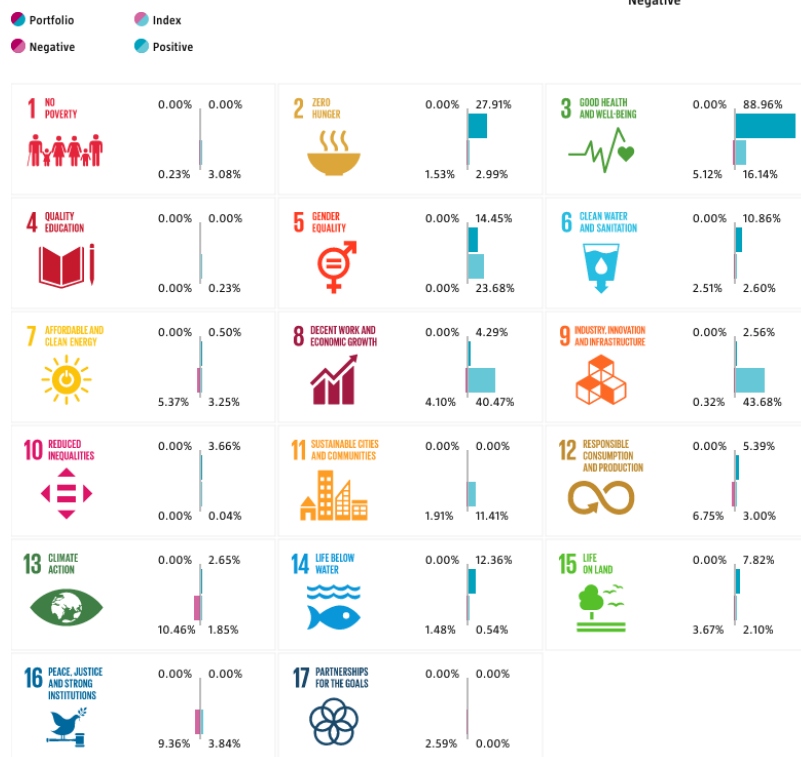 Negative
Portfolio Index
Negative Positive
1 NO
POVERTY
0.00% 0.00%
0.23% 3.08%
2 ZERO
HUNGER
0.00% 27.91%
1.53% 2.99%
3 GOOD HEALTH
AND WELL-BEING
0.00% 88.96%
5.12% 16.14%
4 QUALITY
EDUCATION
0.00% 0.00%
0.00% 0.23%
5 GENDER
EQUALITY
0.00% 14.45%
0.00% 23.68%
6 CLEAN WATER
AND SANITATION
0.00% 10.86%
2.51% 2.60%
7 AFFORDABLE AND
CLEAN ENERGY
0.00% 0.50%
5.37% 3.25%
8 DECENT WORK AND
ECONOMIC GROWTH
0.00% 4.29%
4.10% 40.47%
9 INDUSTRY, INNOVATION
AND INFRASTRUCTURE
0.00% 2.56%
0.32% 43.68%
10 REDUCED
INEQUALITIES
0.00% 3.66%
0.00% 0.04%
11 SUSTAINABLE CITIES
AND COMMUNITIES
0.00% 0.00%
1.91% 11.41%
12 RESPONSIBLE
CONSUMPTION
AND PRODUCTION
0.00% 5.39%
6.75% 3.00%
13 CLIMATE
ACTION
0.00% 2.65%
10.46% 1.85%
14 LIFE BELOW
WATER
0.00% 12.36%
1.48% 0.54%
15 LIFE
ON LAND
0.00% 7.82%
3.67% 2.10%
16 PEACE, JUSTICE
AND STRONG
INSTITUTIONS
0.00% 0.00%
9.36% 3.84%
17 PARTNERSHIPS
FOR THE GOALS
0.00% 0.00%
2.59% 0.00%